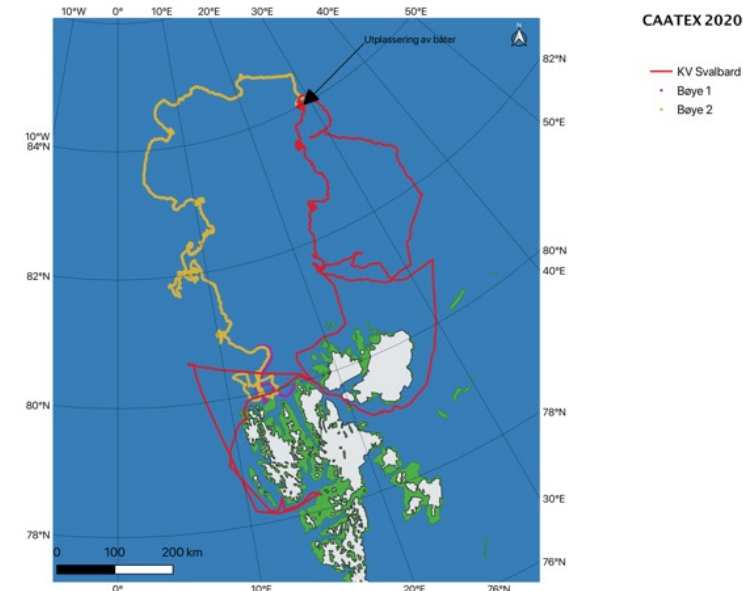 10°W 0° 10°E 20°E 30°E 40°E 50°E
CAATEX 2020
N
Utplassering av båter
82°N
50°E
KV Svalbard
Bøye 1
Bøye 2
10°W
84°N
80°N
40°E
82°N
80°N
78°N
30°E
78°N
0 100 200 km
76°N
0° 10°E 20°E 76°N